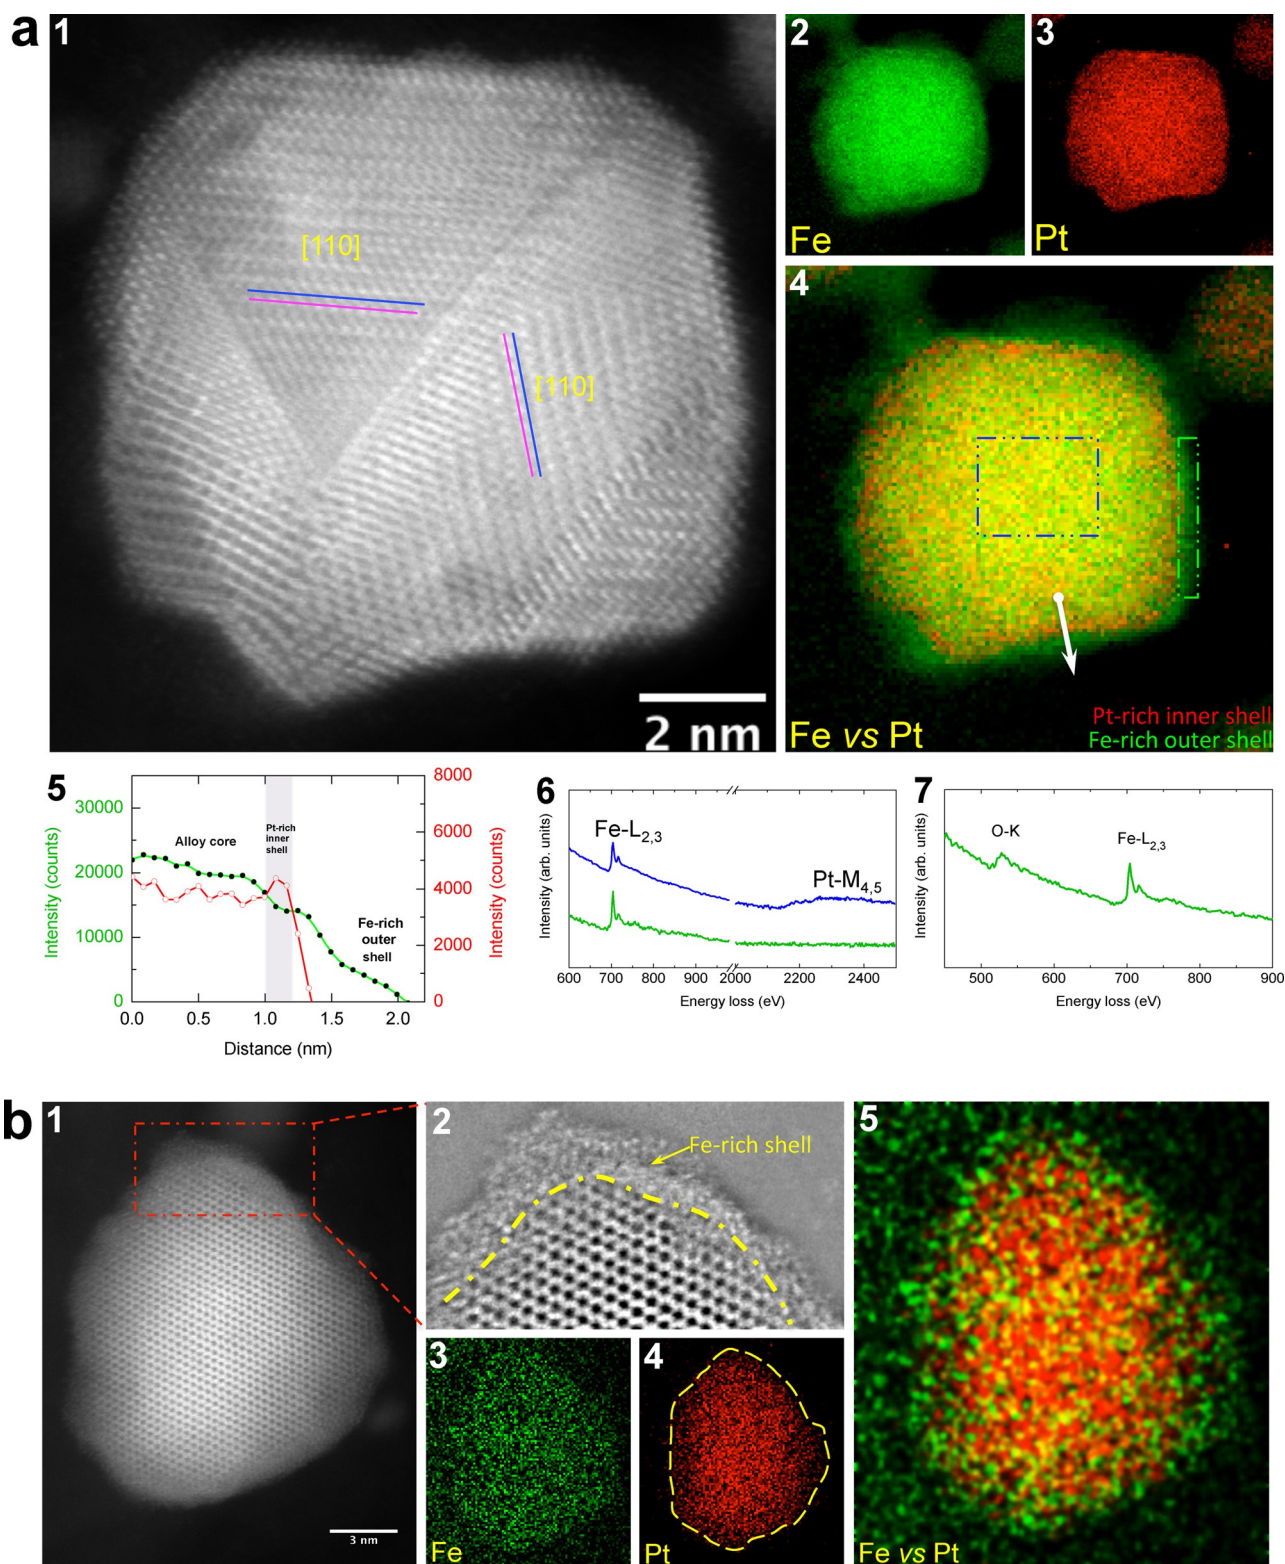 a
1
[110]
[110]
2 nm
2
Fe
3
Pt
4
Pt-rich inner shell
Fe vs Pt
Fe-rich outer shell
5
Intensity (counts)
30000
20000
10000
0
0.0 0.5 1.0 1.5 2.0
Distance (nm)
Alloy core
Pt-rich
inner
shell
Fe-rich
outer
shell
8000
6000
4000
2000
0
Intensity (counts)
6
Intensity (arb. units)
Fe-L2,3
Pt-M4,5
600 700 800 900 2000 2000 2200 2400
Energy loss (eV)
7
Intensity (arb. units)
O-K
Fe-L2,3
500 600 700 800 900
Energy loss (eV)
b
1
3 nm
2
Fe-rich shell
3
Fe
4
Pt
5
Fe vs Pt